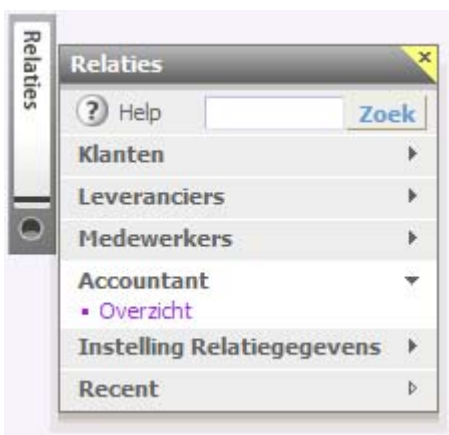 Relaties
Relaties
? Help
Zoek
Klanten
Leveranciers
Medewerkers
Accountant
▪ Overzicht
Instelling Relatiegegevens
Recent